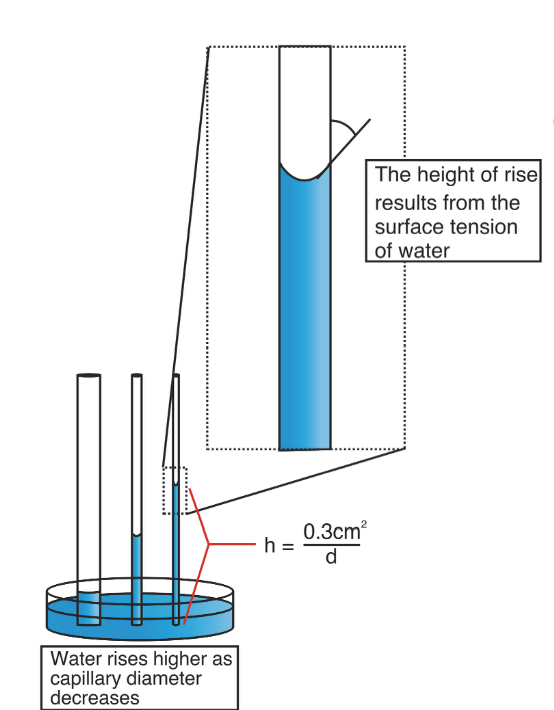 The height of rise
results from the
surface tension
of water
h = 0.3cm²
d
Water rises higher as
capillary diameter
decreases